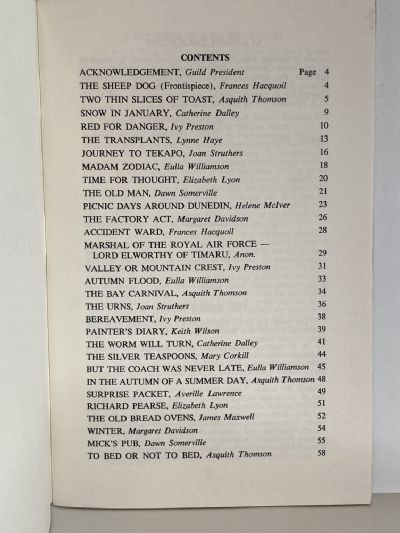 CONTENTS
ACKNOWLEDGEMENT, Guild President Page 4
THE SHEEP DOG (Frontispiece), Frances Hacquoil 4
TWO THIN SLICES OF TOAST, Asquith Thomson 5
SNOW IN JANUARY, Catherine Dalley 9
RED FOR DANGER, Ivy Preston 10
THE TRANSPLANTS, Lynne Haye 13
JOURNEY TO TEKAPO, Joan Struthers 16
MADAM ZODIAC, Eulla Williamson 18
TIME FOR THOUGHT, Elizabeth Lyon 20
THE OLD MAN, Dawn Somerville 21
PICNIC DAYS AROUND DUNEDIN, Helene McIver 23
THE FACTORY ACT, Margaret Davidson 26
ACCIDENT WARD, Frances Hacquoil 28
MARSHAL OF THE ROYAL AIR FORCE —
LORD ELWORTHY OF TIMARU, Anon. 29
VALLEY OR MOUNTAIN CREST, Ivy Preston 31
AUTUMN FLOOD, Eulla Williamson 33
THE BAY CARNIVAL, Asquith Thomson 34
THE URNS, Joan Struthers 36
BEREAVEMENT, Ivy Preston 38
PAINTER'S DIARY, Keith Wilson 39
THE WORM WILL TURN, Catherine Dalley 41
THE SILVER TEASPOONS, Mary Corkill 44
BUT THE COACH WAS NEVER LATE, Eulla Williamson 45
IN THE AUTUMN OF A SUMMER DAY, Asquith Thomson 48
SURPRISE PACKET, Averille Lawrence 49
RICHARD PEARSE, Elizabeth Lyon 51
THE OLD BREAD OVENS, James Maxwell 52
WINTER, Margaret Davidson 54
MICK'S PUB, Dawn Somerville 55
TO BED OR NOT TO BED, Asquith Thomson 58